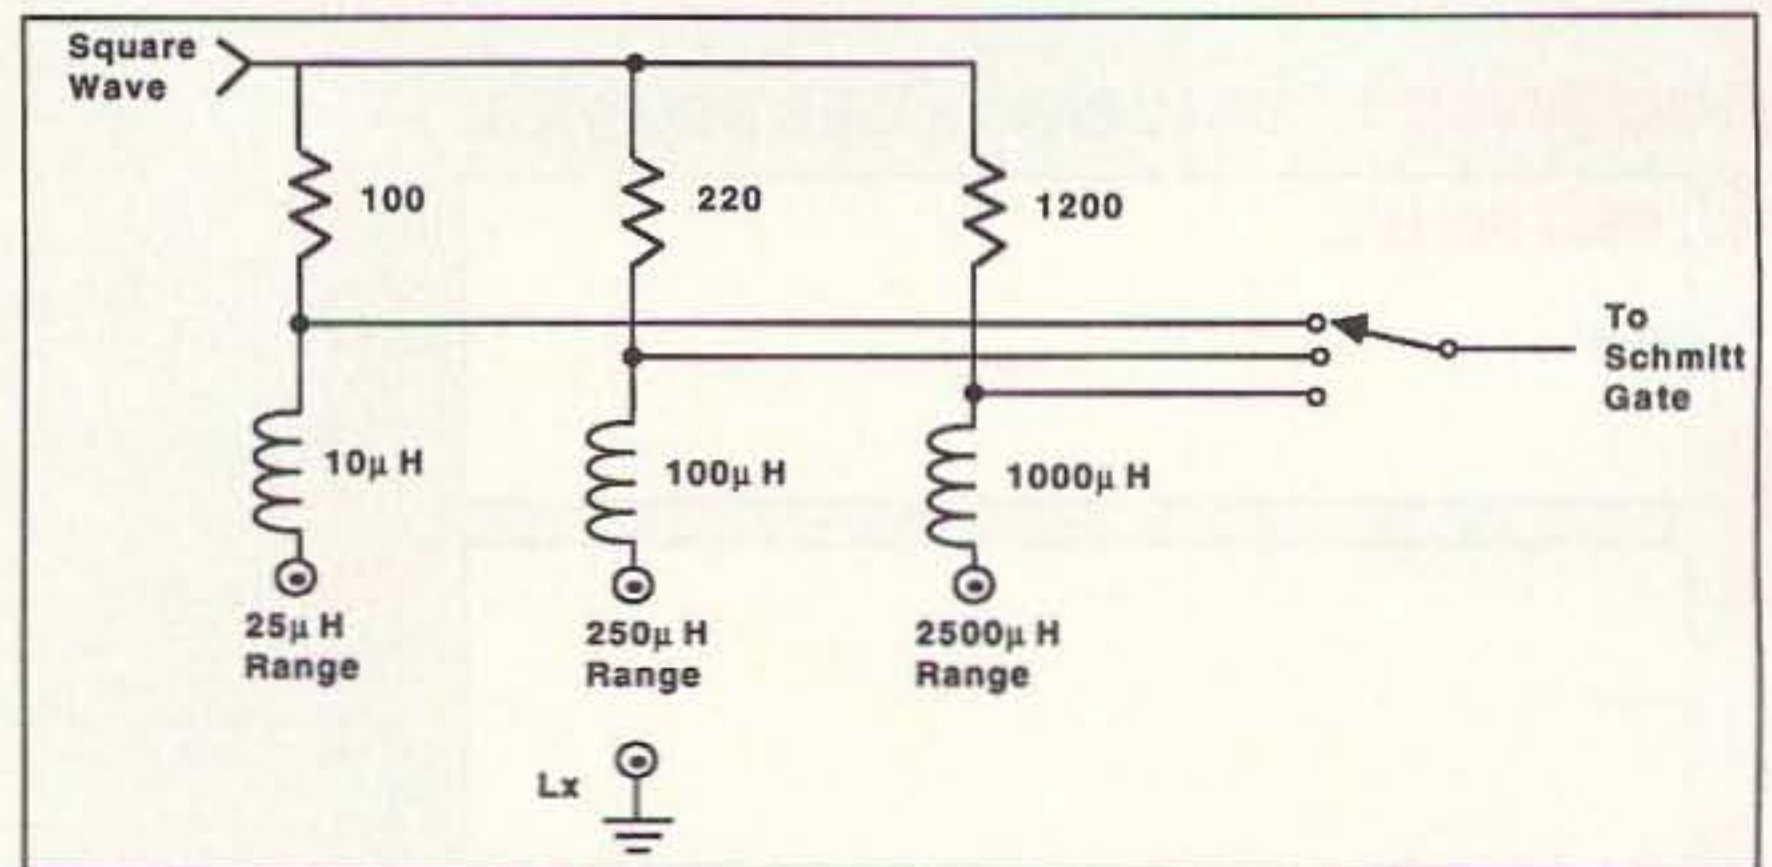 Square
Wave
100
220
1200
To
Schmitt
Gate
10μ H
100μ H
1000μ H
25μ H
Range
250μ H
Range
2500μ H
Range
Lx